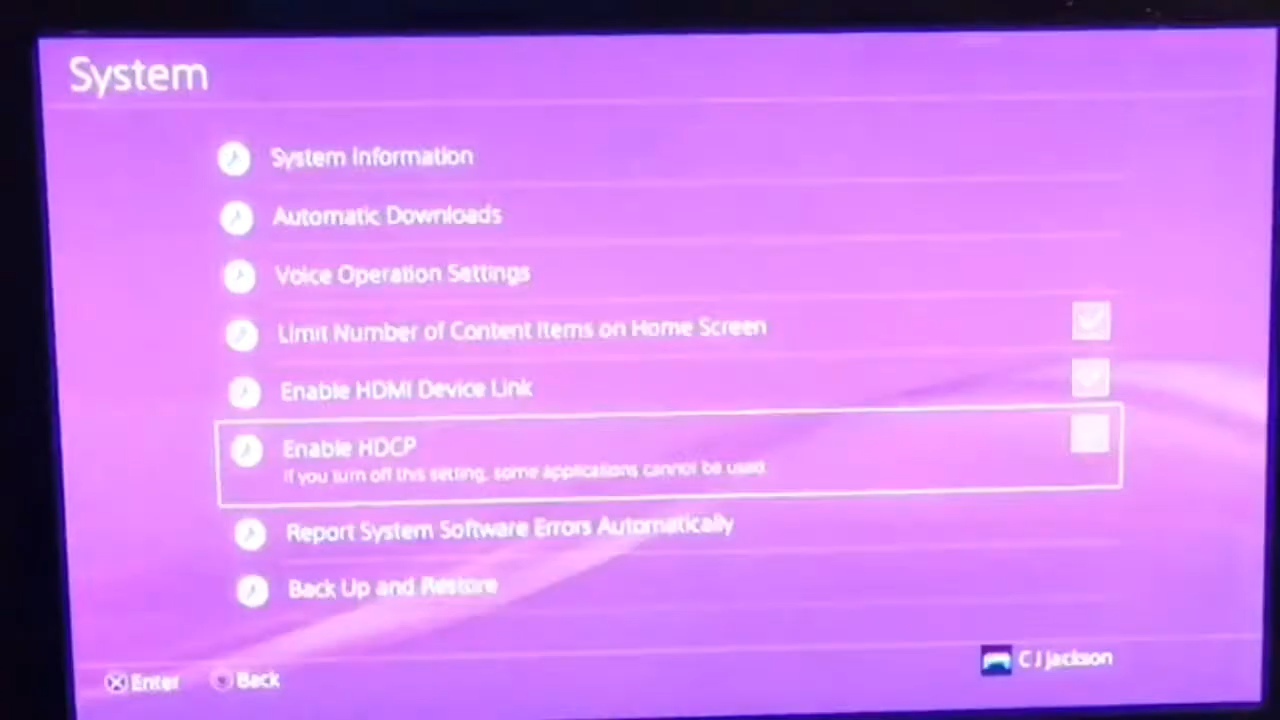 System
System Information
Automatic Downloads
Voice Operation Settings
Limit Number of Content Items on Home Screen
Enable HDMI Device Link
Enable HDCP
If you turn off this setting, some applications cannot be used.
Report System Software Errors Automatically
Back Up and Restore
Enter Back
C J Jackson